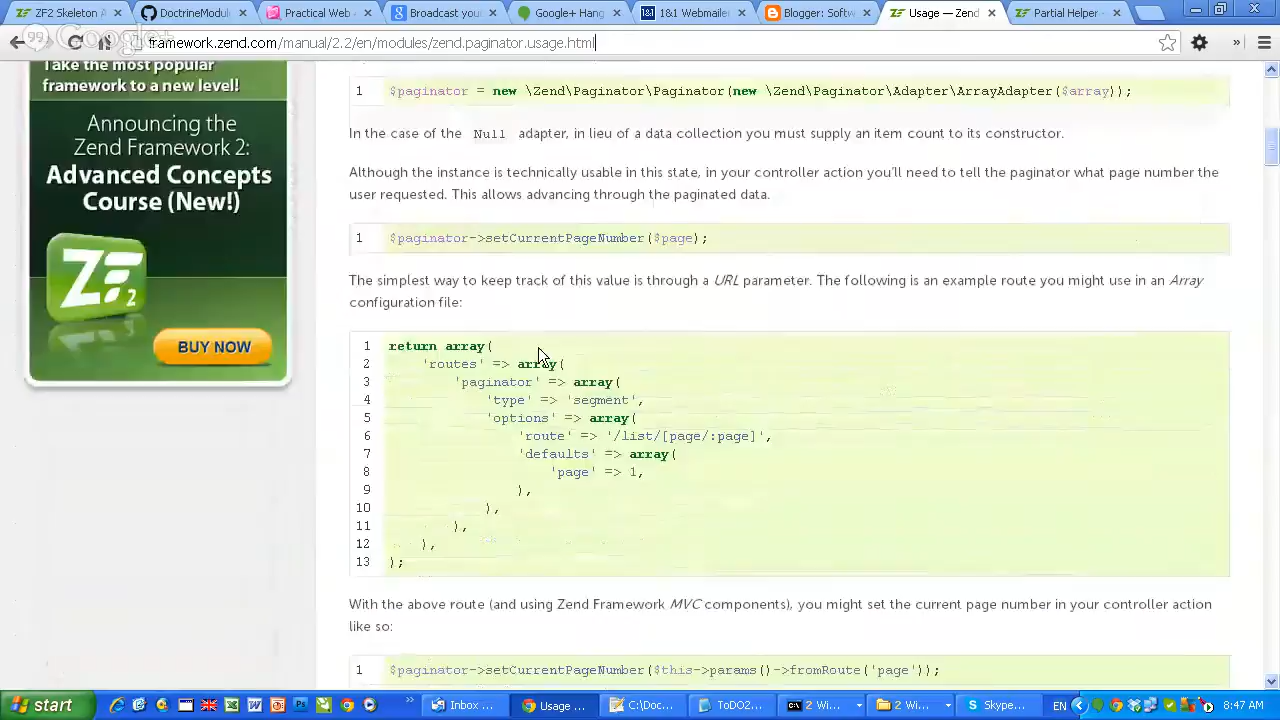 ZF2 Skeleton A
DoctrineModul
Practical Web
Broadcast your
Google+ Hang
1&1 WebMail
Blogger: Soft
Usage — Zend
Partial Helper
Google+
framework.zend.com/manual/2.2/en/modules/zend.paginator.usage.html
Take the most popular
framework to a new level!
Announcing the
Zend Framework 2:
Advanced Concepts
Course (New!)
ZF2
BUY NOW
1 $paginator = new \Zend\Paginator\Paginator(new \Zend\Paginator\Adapter\ArrayAdapter($array));
In the case of the Null adapter, in lieu of a data collection you must supply an item count to its constructor.
Although the instance is technically usable in this state, in your controller action you'll need to tell the paginator what page number the
user requested. This allows advancing through the paginated data.
1 $paginator->setCurrentPageNumber($page);
The simplest way to keep track of this value is through a URL parameter. The following is an example route you might use in an Array
configuration file:
1 return array(
2 'routes' => array(
3 'paginator' => array(
4 'type' => 'segment',
5 'options' => array(
6 'route' => '/list/[page/:page]',
7 'defaults' => array(
8 'page' => 1,
9 ),
10 ),
11 ),
12 ),
13 );
With the above route (and using Zend Framework MVC components), you might set the current page number in your controller action
like so:
1 $paginator->setCurrentPageNumber($this->params()->fromRoute('page'));
start
Inbox ...
Usage ...
C:\Doc...
TroOZ...
2 Wi...
2 Win...
Skype...
EN
8:47 AM